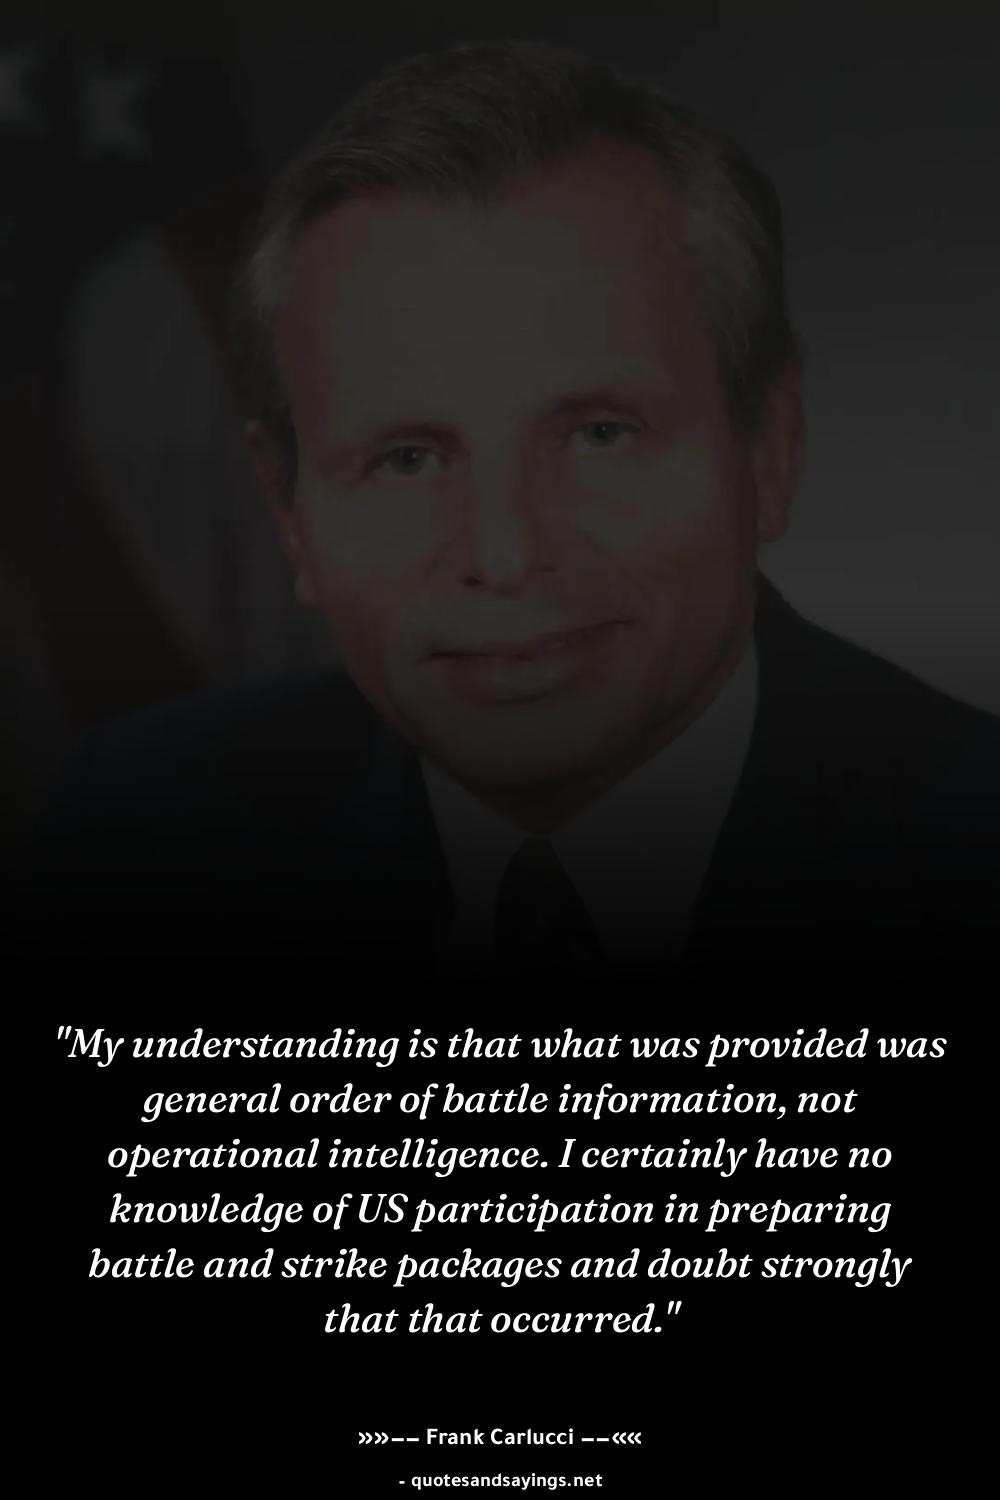 "My understanding is that what was provided was
general order of battle information, not
operational intelligence. I certainly have no
knowledge of US participation in preparing
battle and strike packages and doubt strongly
that that occurred."
»»–– Frank Carlucci ––««
- quotesandsayings.net